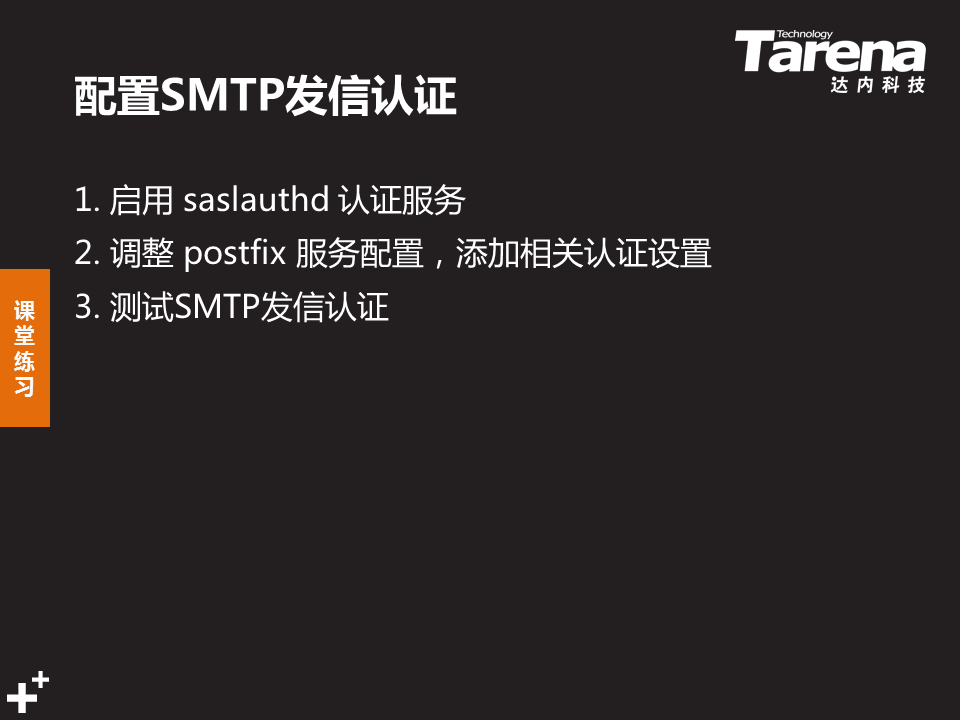 Technology
Tarena
达内科技
配置SMTP发信认证
1. 启用 saslauthd 认证服务
2. 调整 postfix 服务配置，添加相关认证设置
3. 测试SMTP发信认证
课
堂
练
习